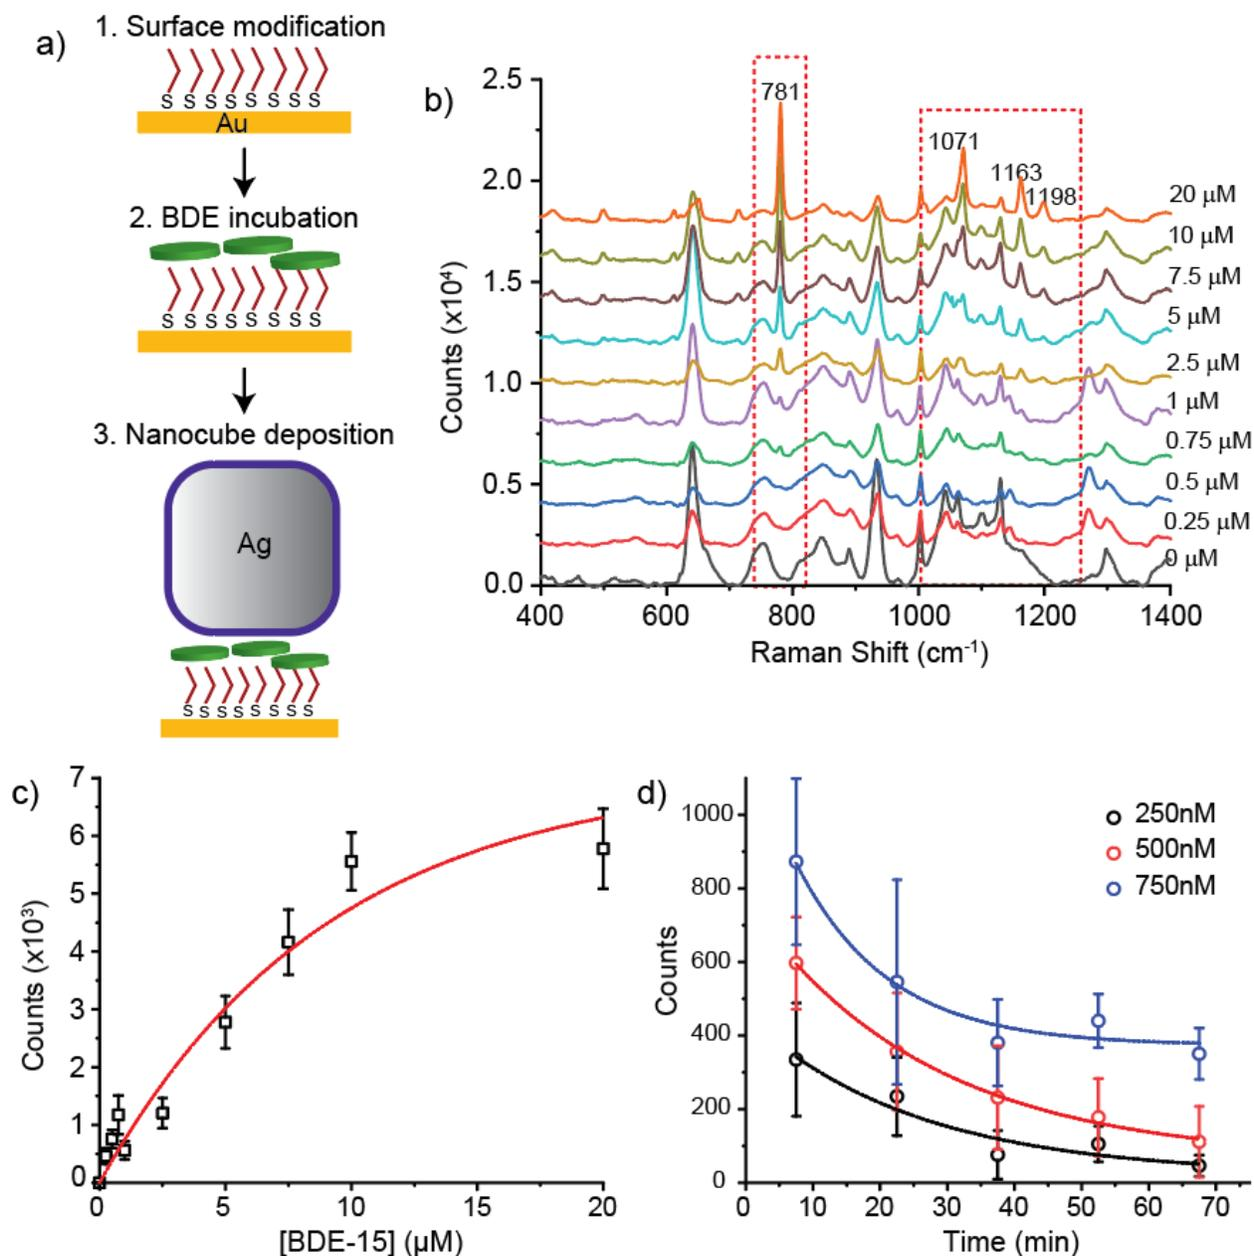 a)
1. Surface modification
S S S S S S S S
Au
2. BDE incubation
S S S S S S S S
3. Nanocube deposition
Ag
S S S S S S S S
b)
Counts (x10⁴)
2.5
2.0
1.5
1.0
0.5
0.0
781
1071
1163
1198
20 µM
10 µM
7.5 µM
5 µM
2.5 µM
1 µM
0.75 µM
0.5 µM
0.25 µM
0 µM
400 600 800 1000 1200 1400
Raman Shift (cm⁻¹)
c)
Counts (x10³)
7
6
5
4
3
2
1
0
0 5 10 15 20
[BDE-15] (µM)
d)
Counts
1000
800
600
400
200
0
250nM
500nM
750nM
0 10 20 30 40 50 60 70
Time (min)